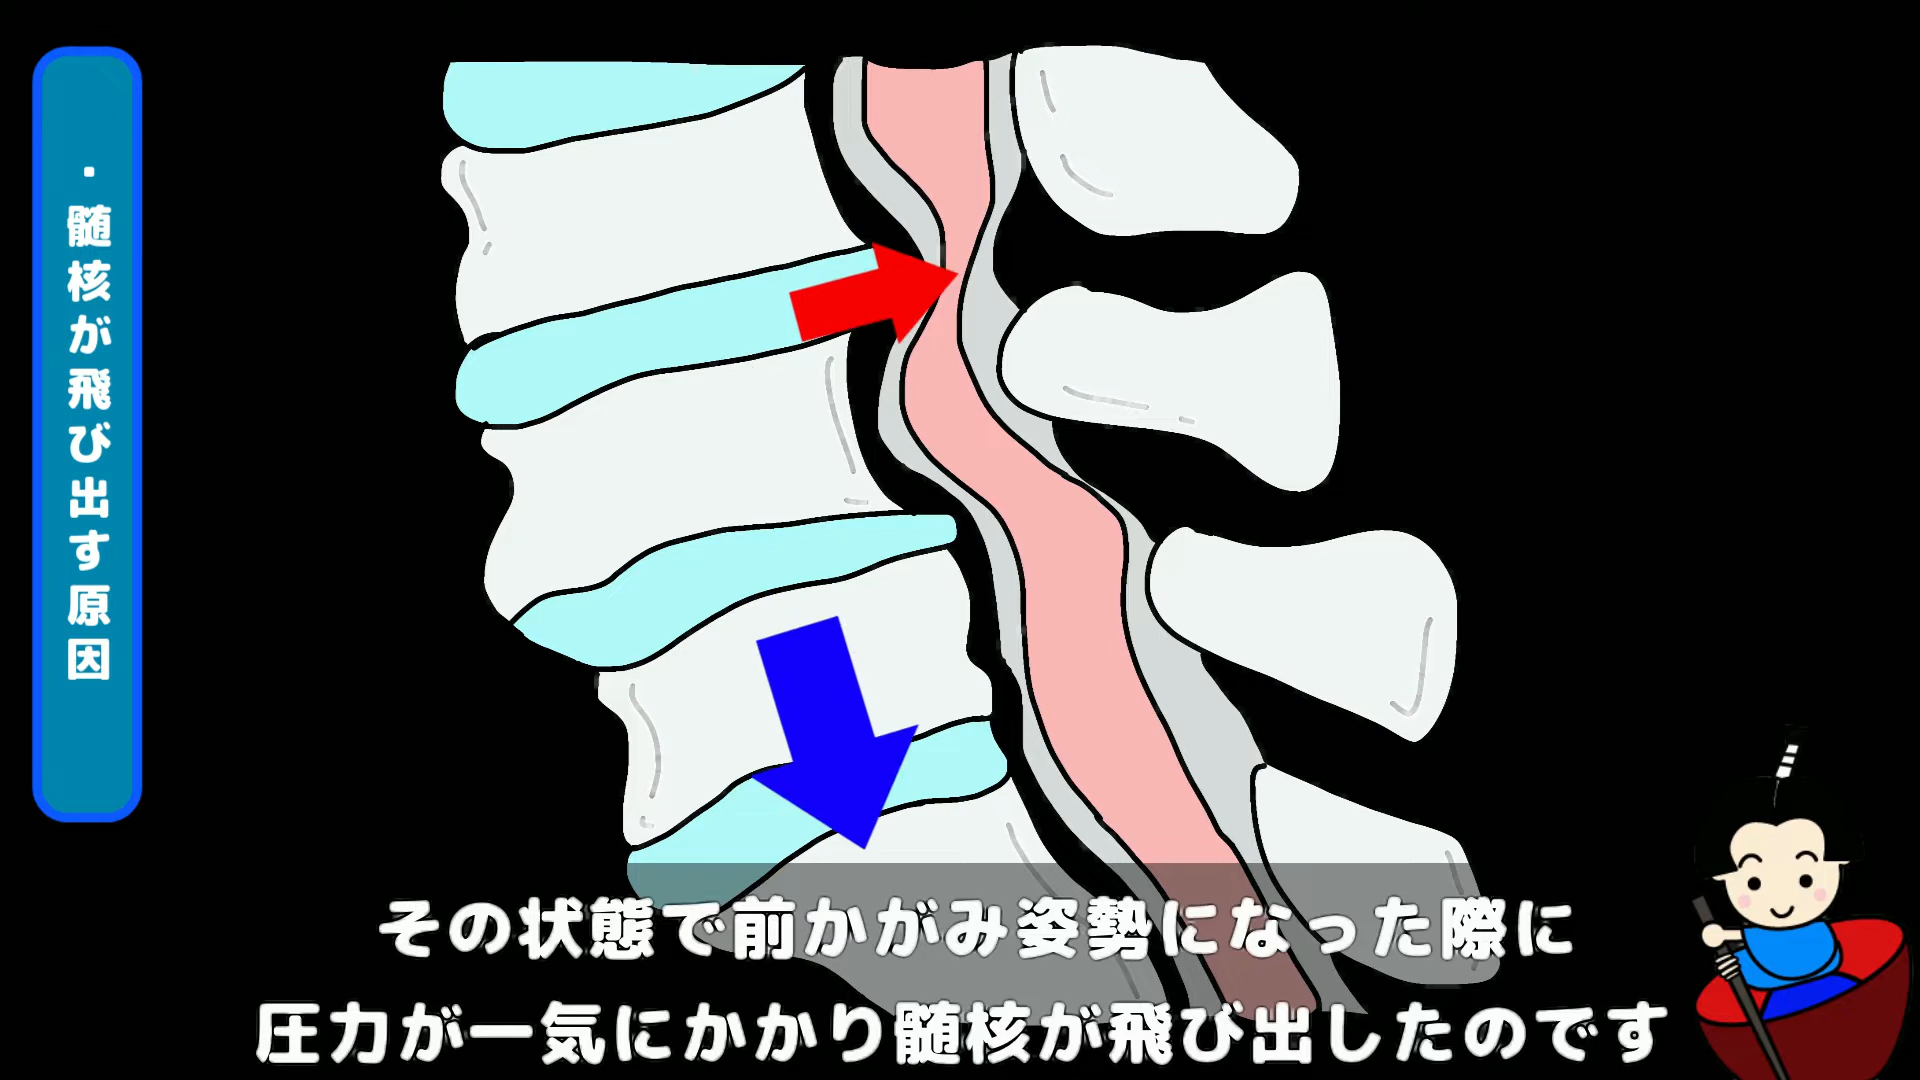 ・髄核が飛び出す原因
その状態で前かがみ姿勢になった際に
圧力が一気にかかり髄核が飛び出したのです